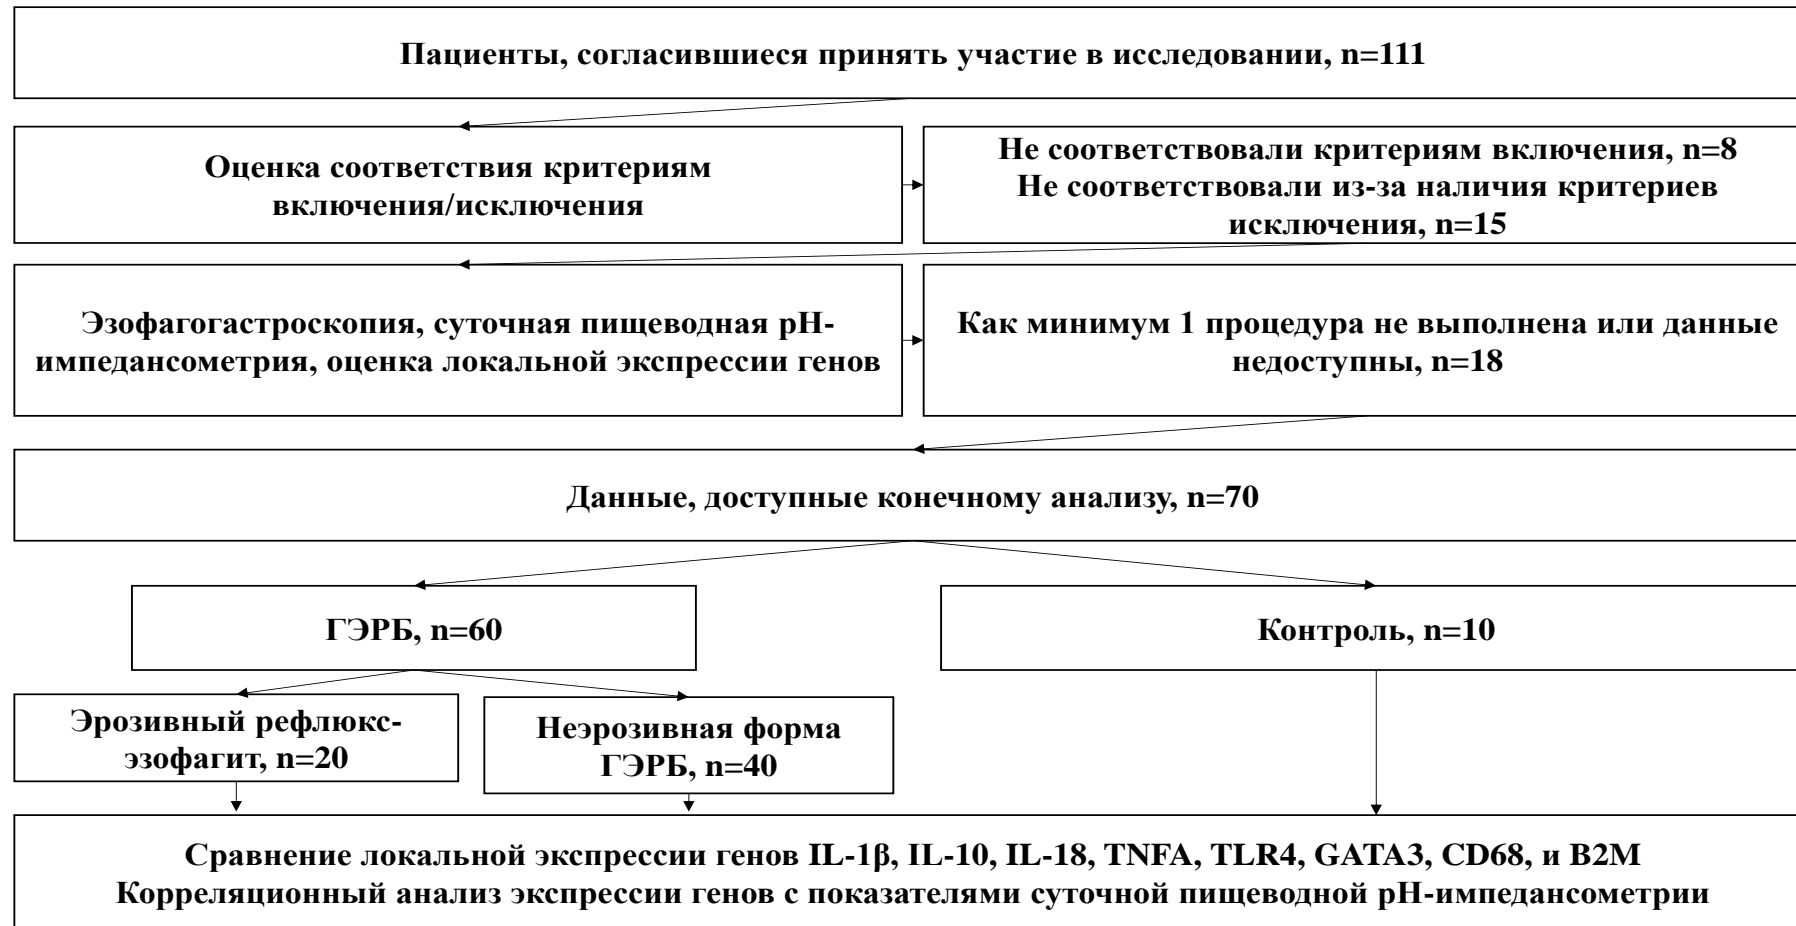 Пациенты, согласившиеся принять участие в исследовании, n=111
Оценка соответствия критериям
включения/исключения
Не соответствовали критериям включения, n=8
Не соответствовали из-за наличия критериев
исключения, n=15
Эзофагогастроскопия, суточная пищеводная рН-
импедансометрия, оценка локальной экспрессии генов
Как минимум 1 процедура не выполнена или данные
недоступны, n=18
Данные, доступные конечному анализу, n=70
ГЭРБ, n=60
Контроль, n=10
Эрозивный рефлюкс-
эзофагит, n=20
Неэрозивная форма
ГЭРБ, n=40
Сравнение локальной экспрессии генов IL-1β, IL-10, IL-18, TNFA, TLR4, GATA3, CD68, и B2M
Корреляционный анализ экспрессии генов с показателями суточной пищеводной рН-импедансометрии